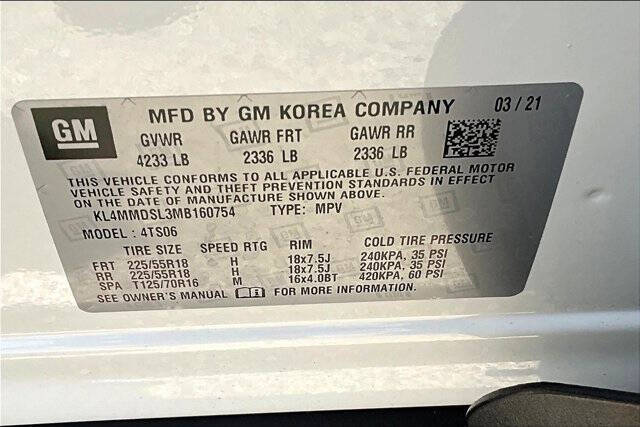 GM
MFD BY GM KOREA COMPANY 03 / 21
GVWR GAWR FRT GAWR RR
4233 LB 2336 LB 2336 LB
THIS VEHICLE CONFORMS TO ALL APPLICABLE U.S. FEDERAL MOTOR
VEHICLE SAFETY AND THEFT PREVENTION STANDARDS IN EFFECT
ON THE DATE OF MANUFACTURE SHOWN ABOVE.
KL4MMDSL3MB160754 TYPE: MPV
MODEL : 4TS06
TIRE SIZE SPEED RTG RIM COLD TIRE PRESSURE
FRT 225/55R18 H 18x7.5J 240KPA, 35 PSI
RR 225/55R18 H 18x7.5J 240KPA, 35 PSI
SPA T125/70R16 M 16x4.0BT 420KPA, 60 PSI
SEE OWNER'S MANUAL FOR MORE INFORMATION